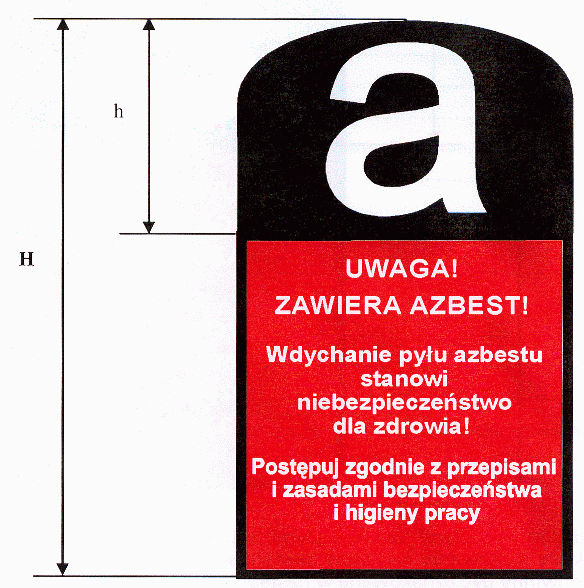 h
a
H
UWAGA!
ZAWIERA AZBEST!
Wdychanie pyłu azbestu
stanowi
niebezpieczeństwo
dla zdrowia!
Postępuj zgodnie z przepisami
i zasadami bezpieczeństwa
i higieny pracy